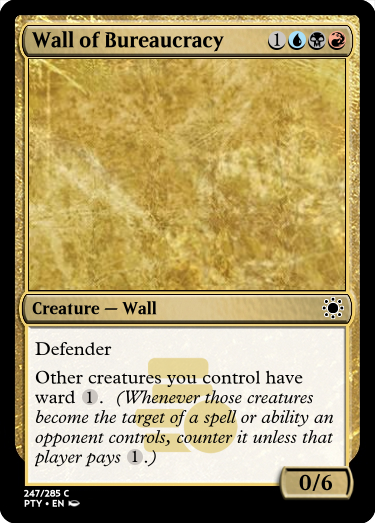 Wall of Bureaucracy 1
Creature — Wall
Defender
Other creatures you control have
ward 1. (Whenever those creatures
become the target of a spell or ability an
opponent controls, counter it unless that
player pays 1.)
0/6
247/285 C
PTY • EN